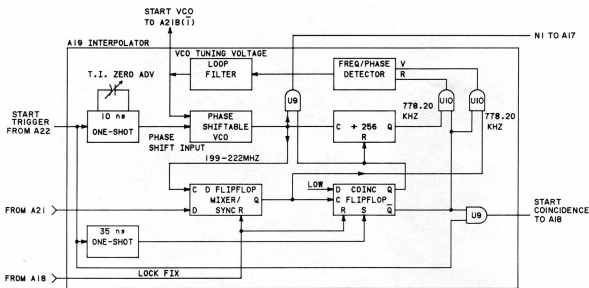 START VCO
TO A21B(1̄)
A19 INTERPOLATOR
VCO TUNING VOLTAGE
N1 TO A17
T.I. ZERO ADV
LOOP
FILTER
FREQ/PHASE
DETECTOR
V
R
U9
U10
U10
778.20
KHZ
778.20
KHZ
START
TRIGGER
FROM A22
10 ns
ONE-SHOT
PHASE
SHIFT INPUT
PHASE
SHIFTABLE
VCO
C ÷ 256 Q
R
199-222MHZ
LOW
C D FLIPFLOP
MIXER/ Q
D SYNC R
D COINC Q
C FLIPFLOP Q̄
R S
FROM A21
U9
START
COINCIDENCE
TO A18
35 ns
ONE-SHOT
FROM A18
LOCK FIX